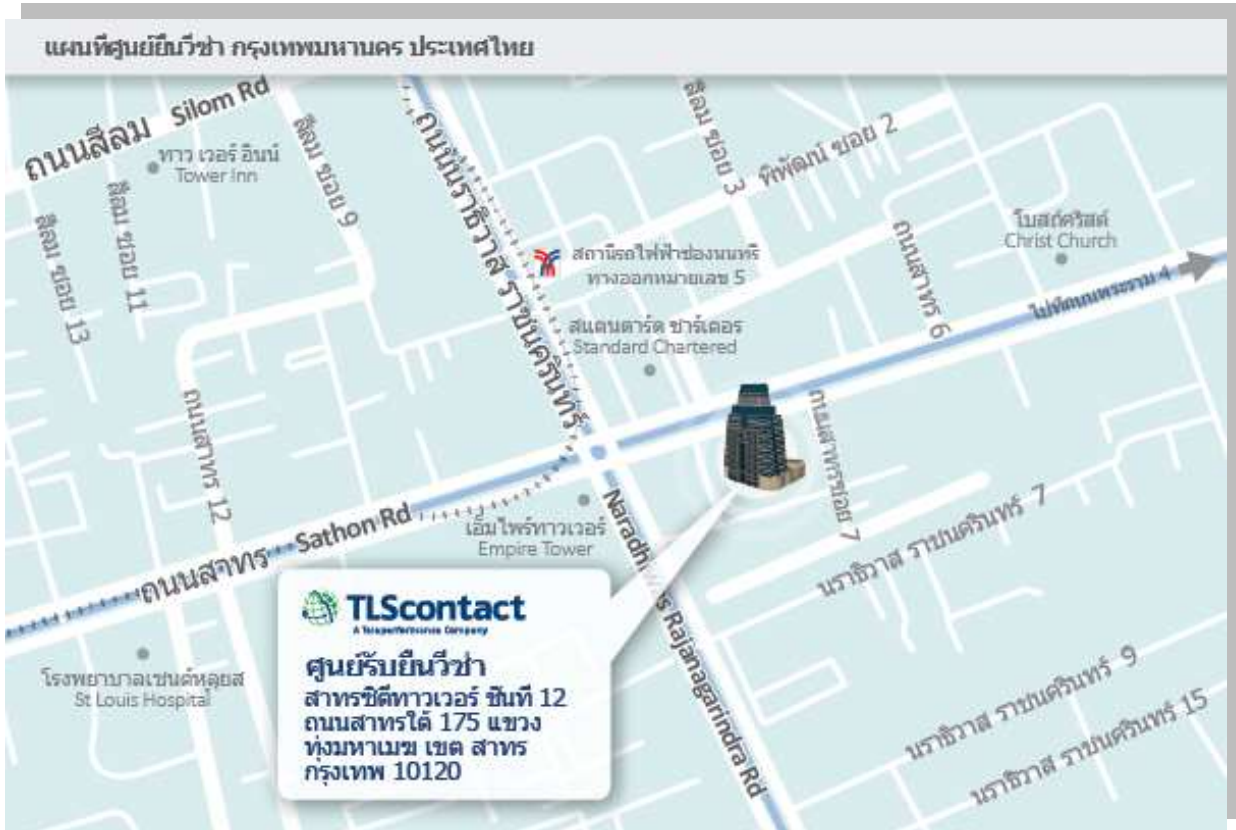 แผนที่ศูนย์ยื่นวีซ่า กรุงเทพมหานคร ประเทศไทย
ถนนสีลม Silom Rd
ทาว เวอร์ อินน์
Tower Inn
สีลม ซอย 9
สีลม ซอย 11
สีลม ซอย 13
ถนนนราธิวาส ราชนครินทร์
สีลม ซอย 3
พิพัฒน์ ซอย 2
โบสถ์คริสต์
Christ Church
สถานีรถไฟฟ้าช่องนนทรี
ทางออกหมายเลข 5
ถนนสาทร 6
ไปที่ถนนพระราม 4
สแตนดาร์ด ชาร์เตอร์
Standard Chartered
ถนนสาทร 12
ถนนสาทรซอย 7
เอ็มไพร์ทาวเวอร์
Empire Tower
ถนนสาทร Sathon Rd
Naradhiwas Rajanagarindra Rd
นราธิวาส ราชนครินทร์ 7
นราธิวาส ราชนครินทร์ 9
นราธิวาส ราชนครินทร์ 15
โรงพยาบาลเซนต์หลุยส
St Louis Hospital
TLScontact
A Teleperformance Company
ศูนย์รับยื่นวีซ่า
สาทรซิตีทาวเวอร์ ชั้นที่ 12
ถนนสาทรใต้ 175 แขวง
ทุ่งมหาเมฆ เขต สาทร
กรุงเทพ 10120